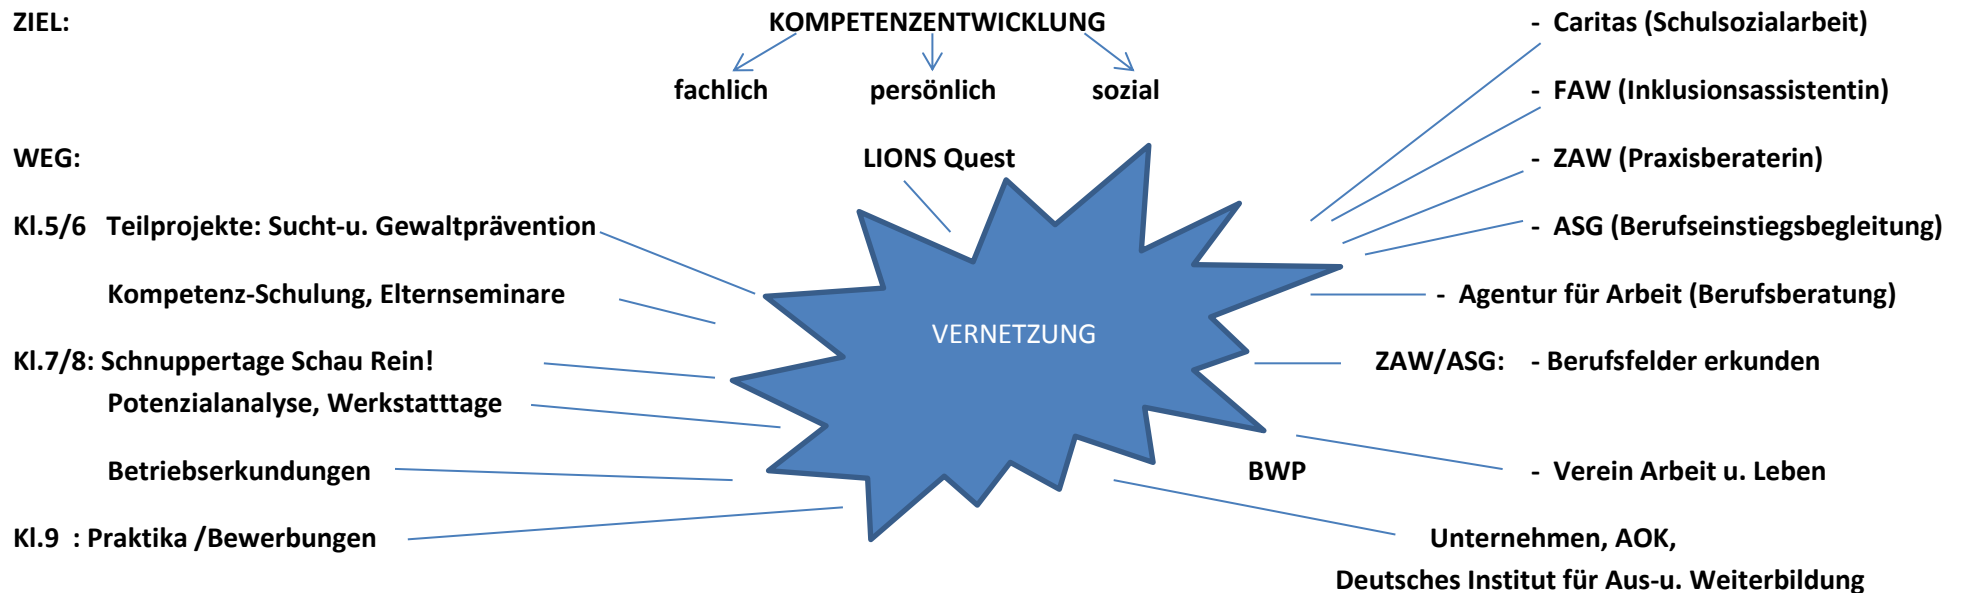 ZIEL: KOMPETENZENTWICKLUNG - Caritas (Schulsozialarbeit)
fachlich persönlich sozial - FAW (Inklusionsassistentin)
WEG: LIONS Quest - ZAW (Praxisberaterin)
Kl.5/6 Teilprojekte: Sucht-u. Gewaltprävention - ASG (Berufseinstiegsbegleitung)
Kompetenz-Schulung, Elternseminare - Agentur für Arbeit (Berufsberatung)
VERNETZUNG
Kl.7/8: Schnuppertage Schau Rein! ZAW/ASG: - Berufsfelder erkunden
Potenzialanalyse, Werkstatttage
Betriebserkundungen BWP - Verein Arbeit u. Leben
Kl.9 : Praktika /Bewerbungen Unternehmen, AOK,
Deutsches Institut für Aus-u. Weiterbildung